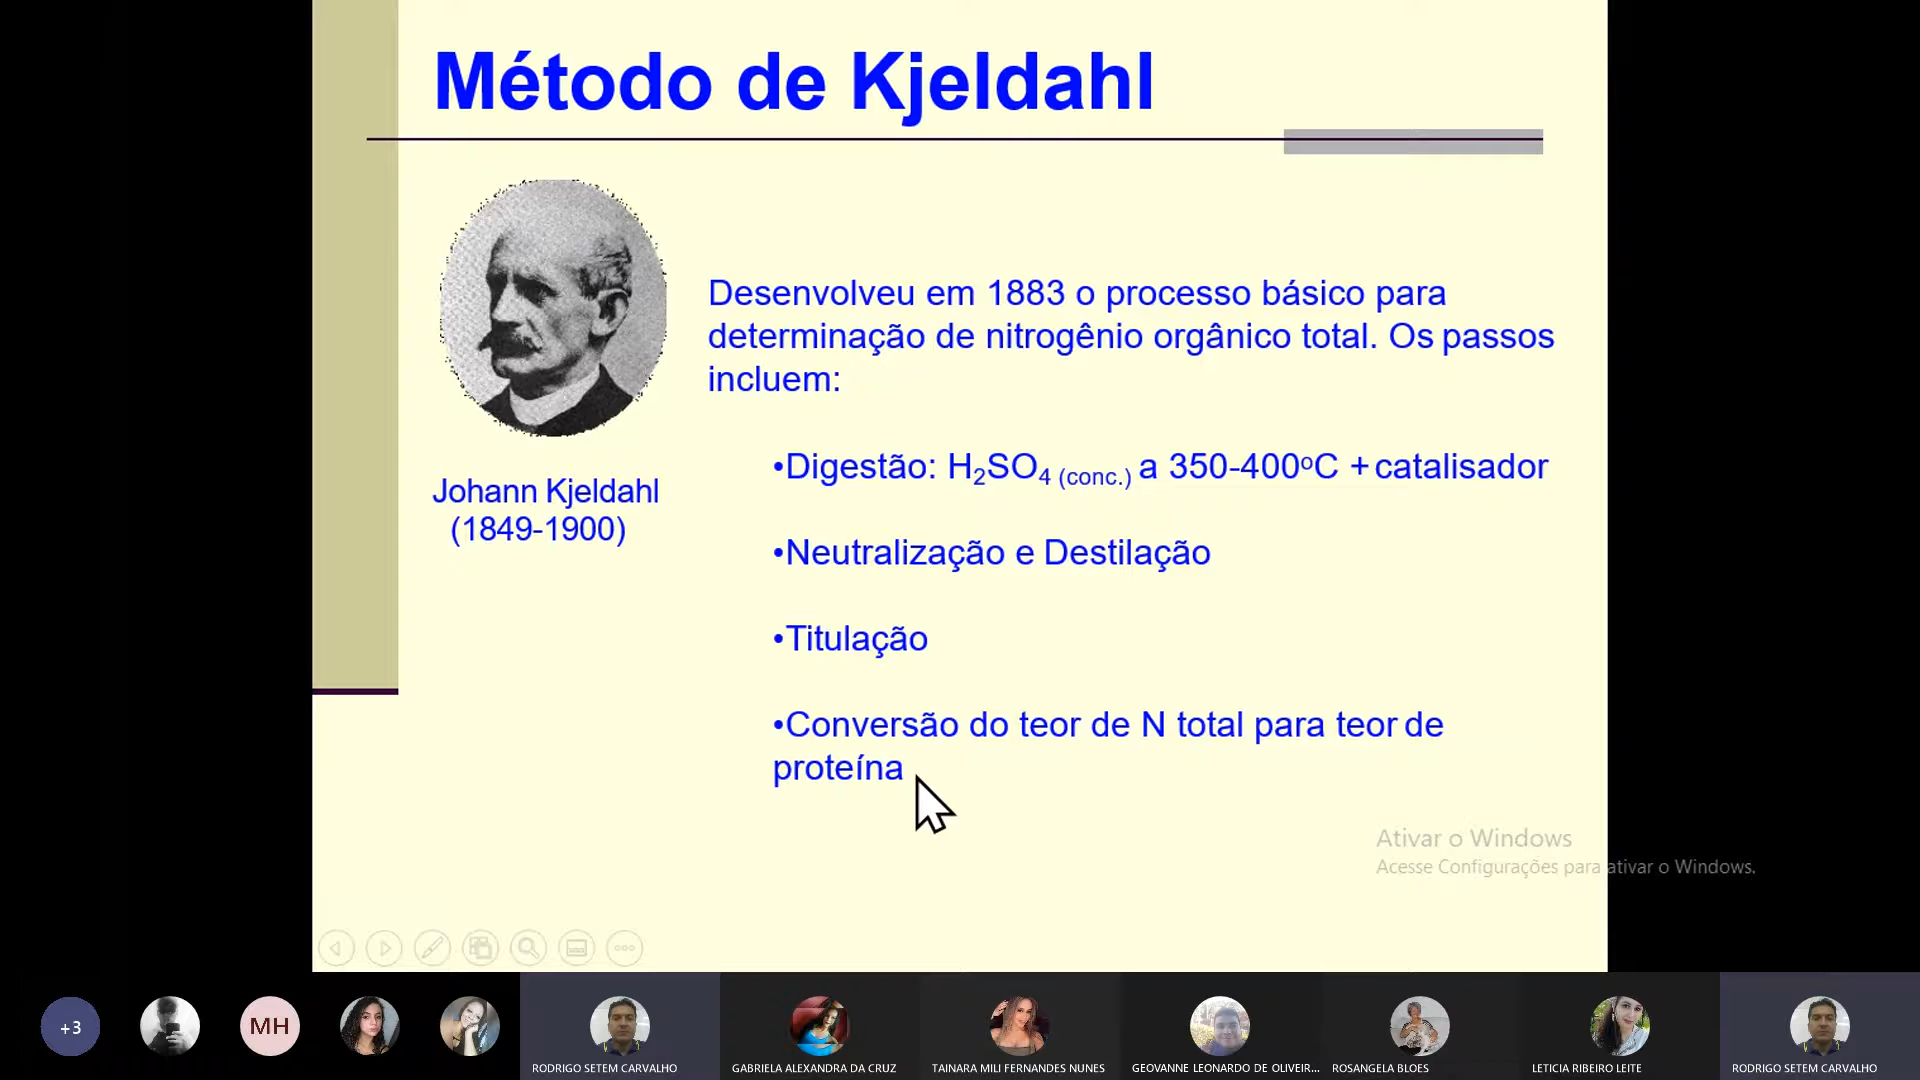 Método de Kjeldahl
Johann Kjeldahl
(1849-1900)
Desenvolveu em 1883 o processo básico para
determinação de nitrogênio orgânico total. Os passos
incluem:
•Digestão: H₂SO₄ (conc.) a 350-400ºC + catalisador
•Neutralização e Destilação
•Titulação
•Conversão do teor de N total para teor de
proteína
Ativar o Windows
Acesse Configurações para ativar o Windows.
+3
MH
RODRIGO SETEM CARVALHO
GABRIELA ALEXANDRA DA CRUZ
TAINARA MILI FERNANDES NUNES
GEOVANNE LEONARDO DE OLIVEIR...
ROSANGELA BLOES
LETICIA RIBEIRO LEITE
RODRIGO SETEM CARVALHO